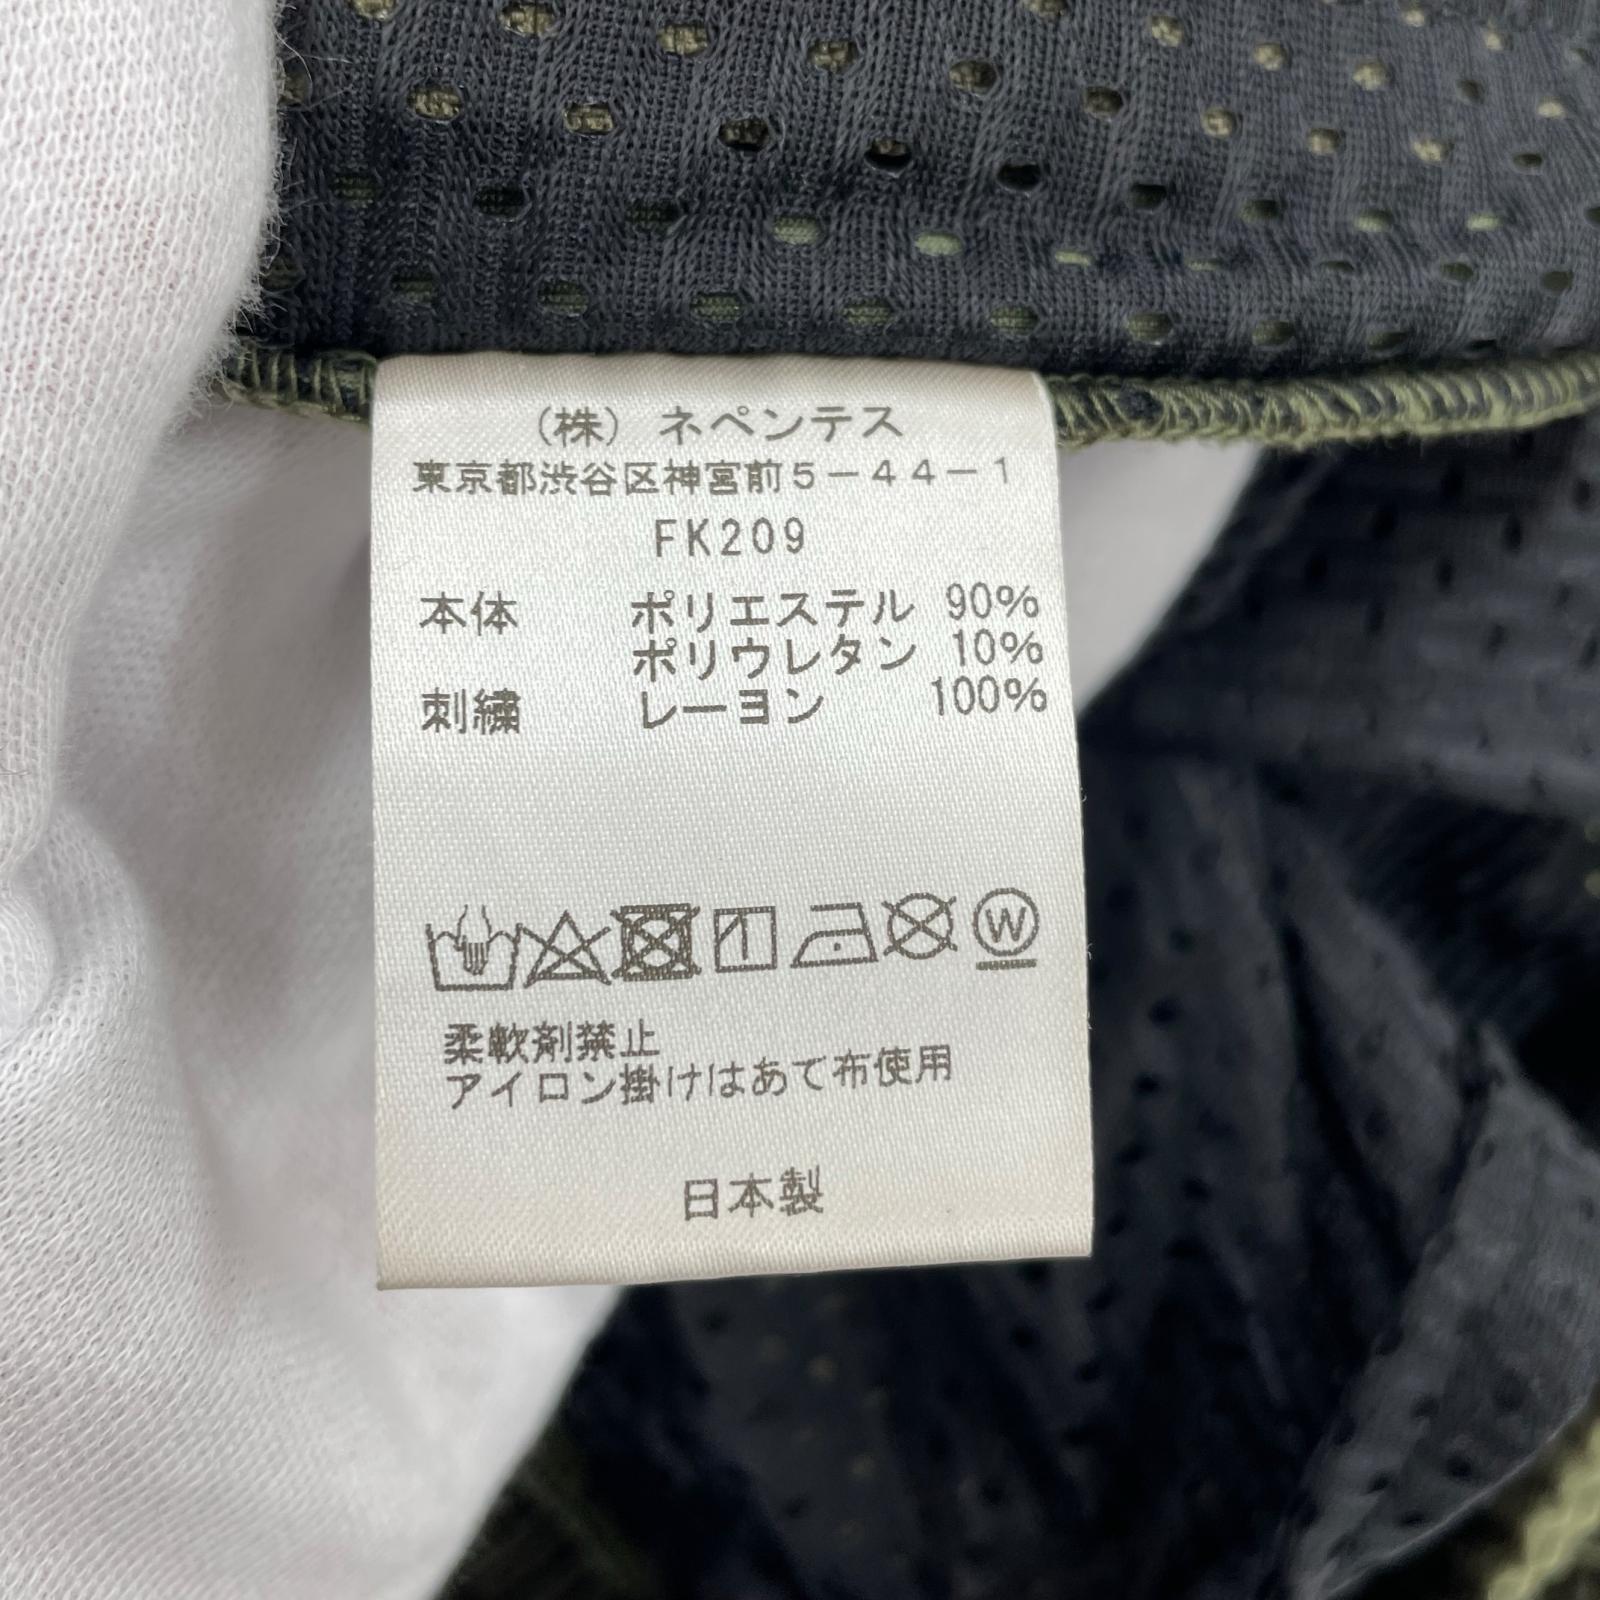 （株）ネペンテス
東京都渋谷区神宮前５－４４－１
FK209
本体 ポリエステル 90%
ポリウレタン 10%
刺繍 レーヨン 100%
W
柔軟剤禁止
アイロン掛けはあて布使用
日本製